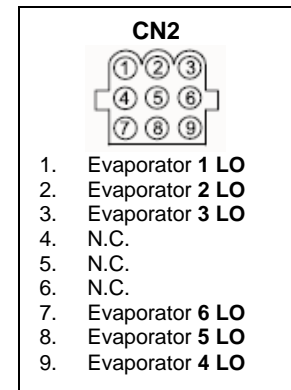 CN2
1 2 3
4 5 6
7 8 9
1. Evaporator 1 LO
2. Evaporator 2 LO
3. Evaporator 3 LO
4. N.C.
5. N.C.
6. N.C.
7. Evaporator 6 LO
8. Evaporator 5 LO
9. Evaporator 4 LO